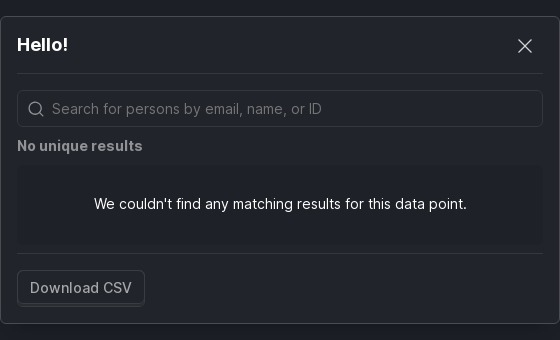 Hello!
Search for persons by email, name, or ID
No unique results
We couldn't find any matching results for this data point.
Download CSV